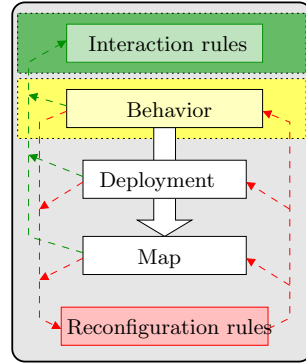 Interaction rules
Behavior
Deployment
Map
Reconfiguration rules